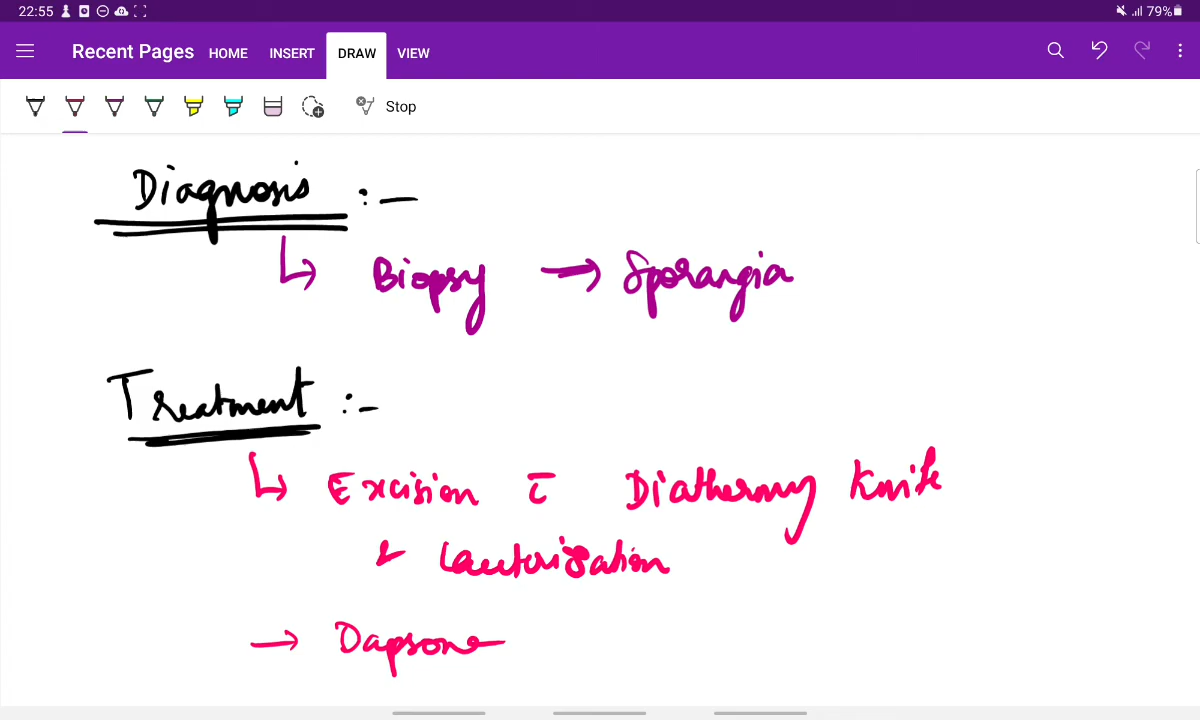 22:55 79%
Recent Pages HOME INSERT DRAW VIEW
Stop
Diagnosis :-
↳ Biopsy → Sporangia
Treatment :-
↳ Excision c̄ Diathermy Knife
& Cauterization
→ Dapsone